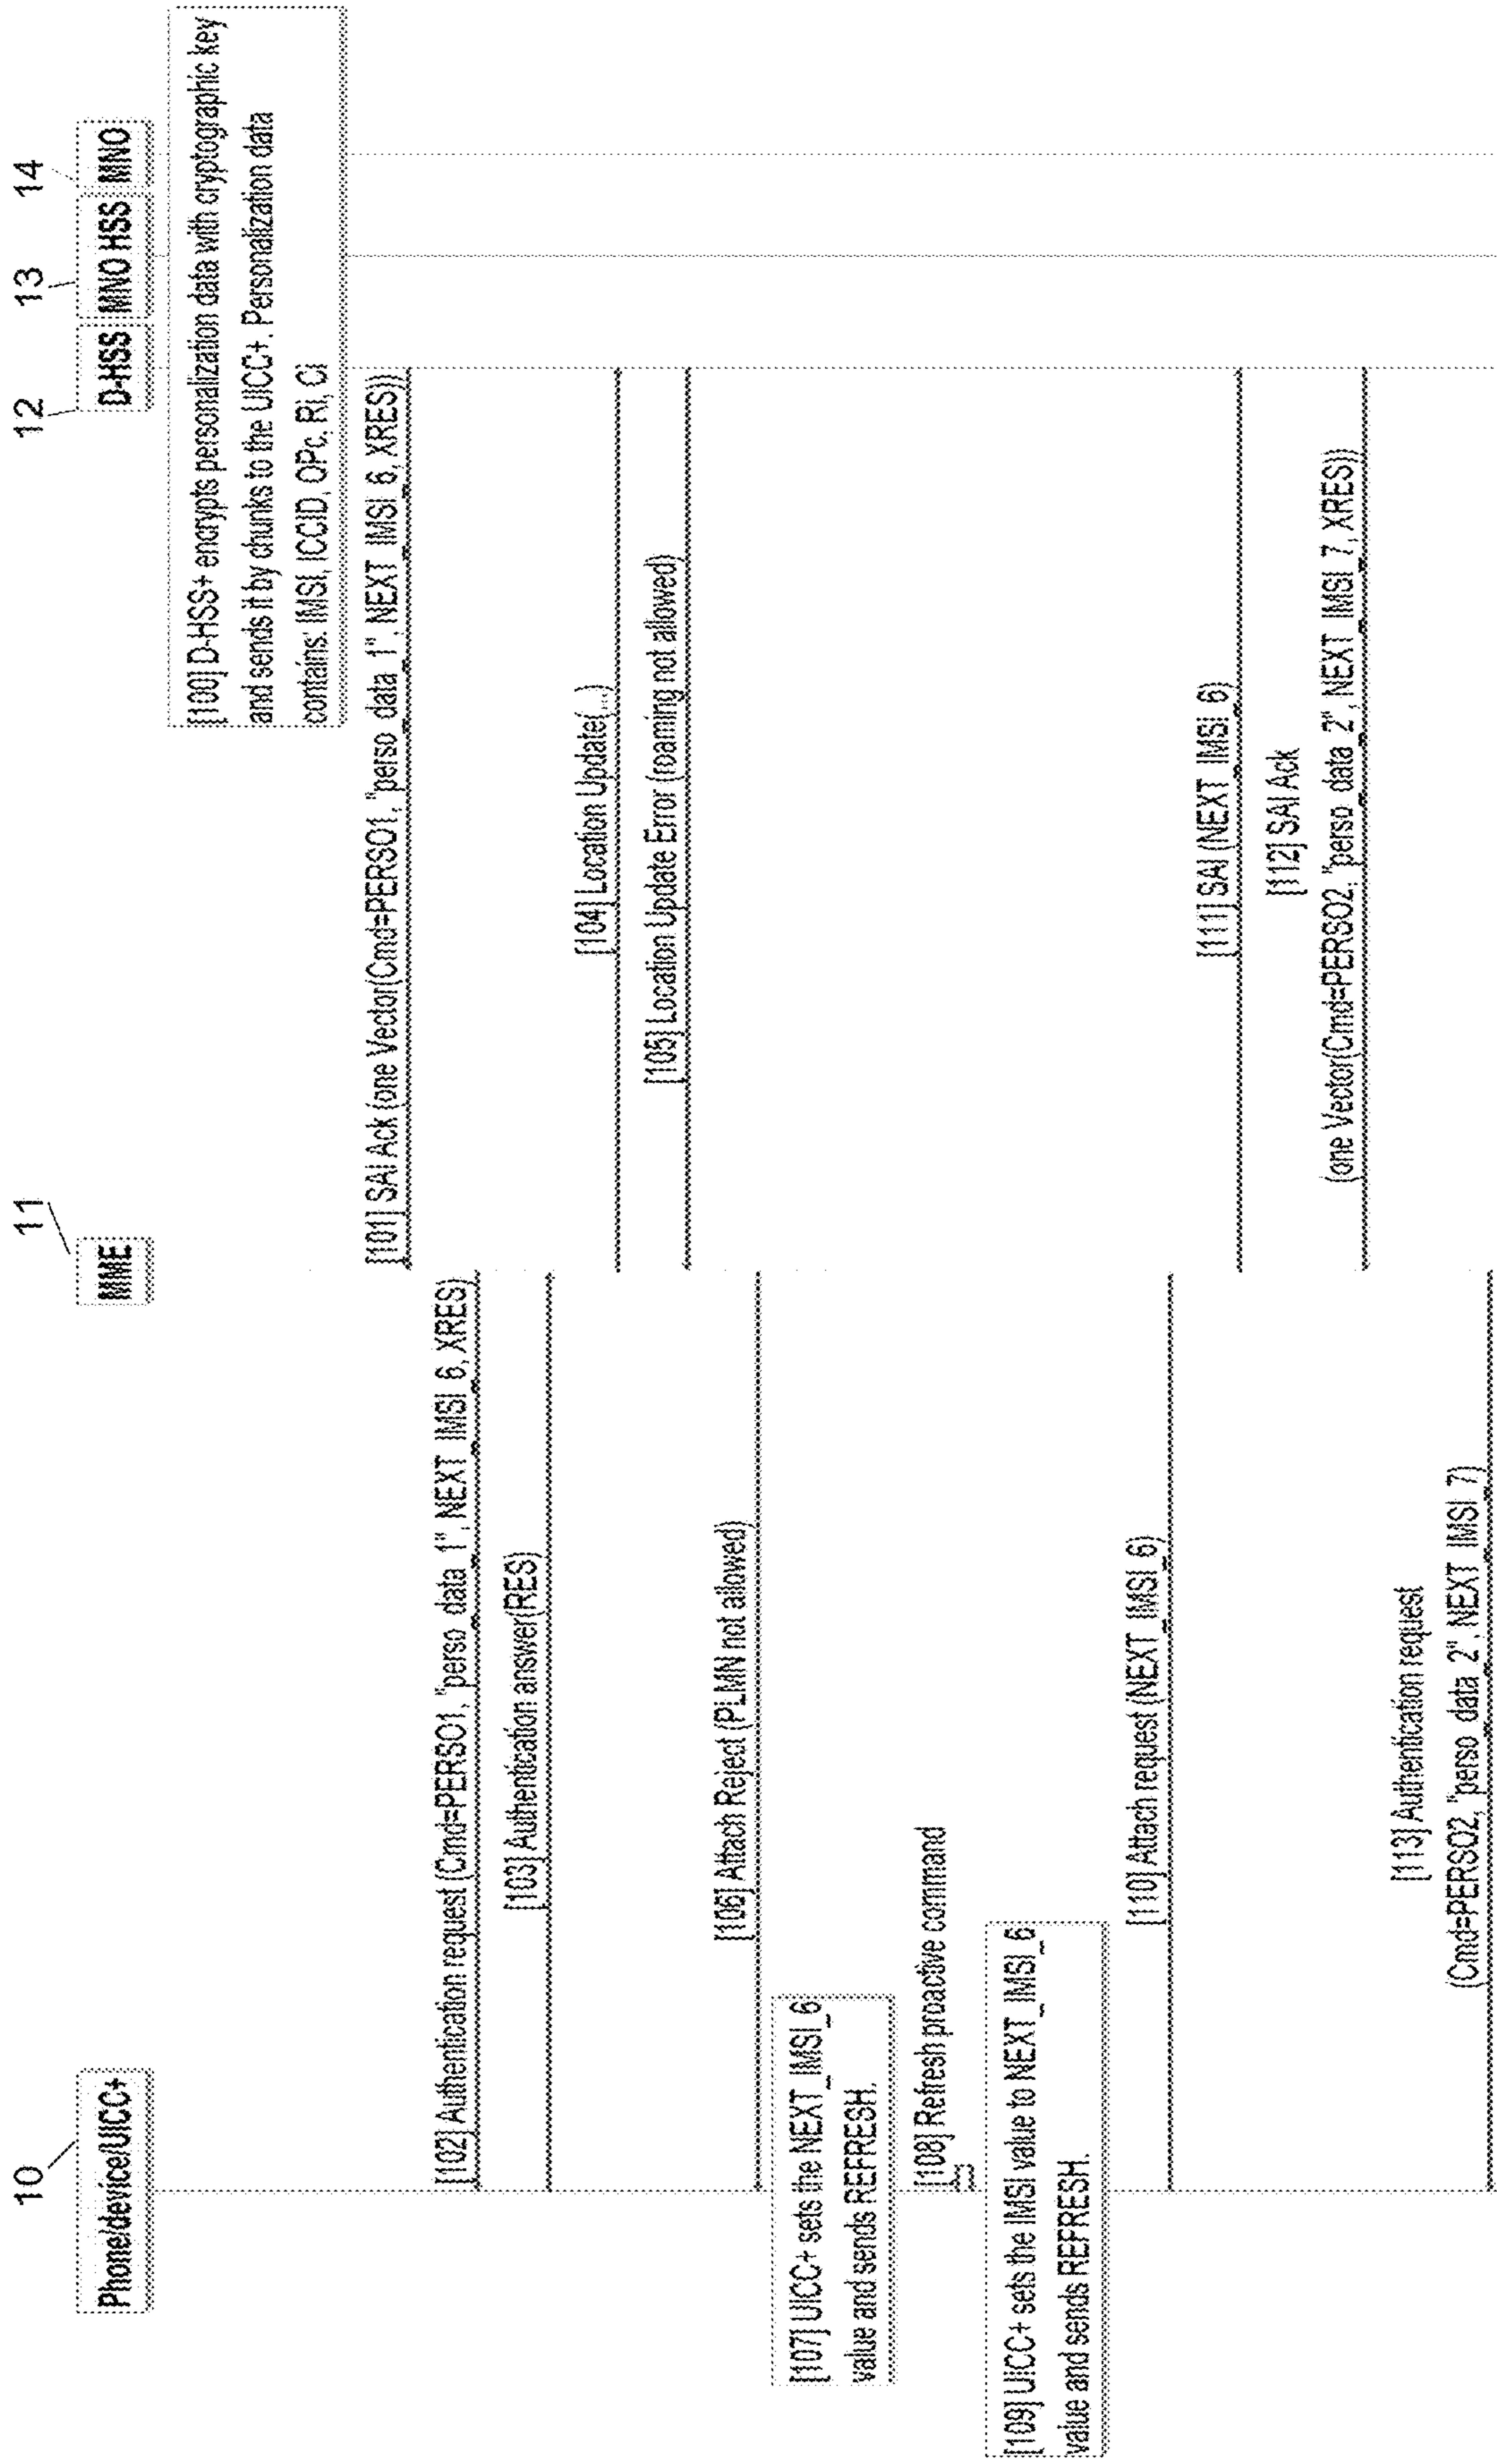 10
11
12
13
14
Phone/device/UICC+
MME
D-HSS
MNO HSS
MNO
[100] D-HSS+ encrypts personalization data with cryptographic key
and sends it by chunks to the UICC+. Personalization data
contains: IMSI, ICCID, OPc, Ri, Ci
[101] SAI Ack (one Vector(Cmd=PERSO1, "perso_data_1", NEXT_IMSI_6, XRES))
[102] Authentication request (Cmd=PERSO1, "perso_data_1", NEXT_IMSI_6, XRES)
[103] Authentication answer(RES)
[104] Location Update(...)
[105] Location Update Error (roaming not allowed)
[106] Attach Reject (PLMN not allowed)
[107] UICC+ sets the NEXT_IMSI_6
value and sends REFRESH.
[108] Refresh proactive command
[109] UICC+ sets the IMSI value to NEXT_IMSI_6
value and sends REFRESH.
[110] Attach request (NEXT_IMSI_6)
[111] SAI (NEXT_IMSI_6)
[112] SAI Ack
(one Vector(Cmd=PERSO2, "perso_data_2", NEXT_IMSI_7, XRES))
[113] Authentication request
(Cmd=PERSO2, "perso_data_2", NEXT_IMSI_7)